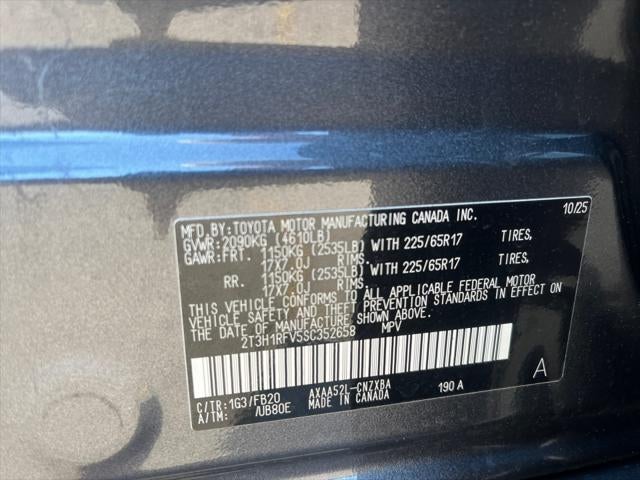 MFD. BY: TOYOTA MOTOR MANUFACTURING CANADA INC. 10/25
GVWR: 2090KG (4610LB)
GAWR: FRT. 1150KG (2535LB) WITH 225/65R17 TIRES,
17X7.0J RIMS.
RR. 1150KG (2535LB) WITH 225/65R17 TIRES,
17X7.0J RIMS.
THIS VEHICLE CONFORMS TO ALL APPLICABLE FEDERAL MOTOR
VEHICLE SAFETY AND THEFT PREVENTION STANDARDS IN EFFECT ON
THE DATE OF MANUFACTURE SHOWN ABOVE.
2T3H1RFV5SC352658 MPV
C/TR: 1G3/FB20 AXAA52L-CNZXBA 190 A A
A/TM: /UB80E MADE IN CANADA